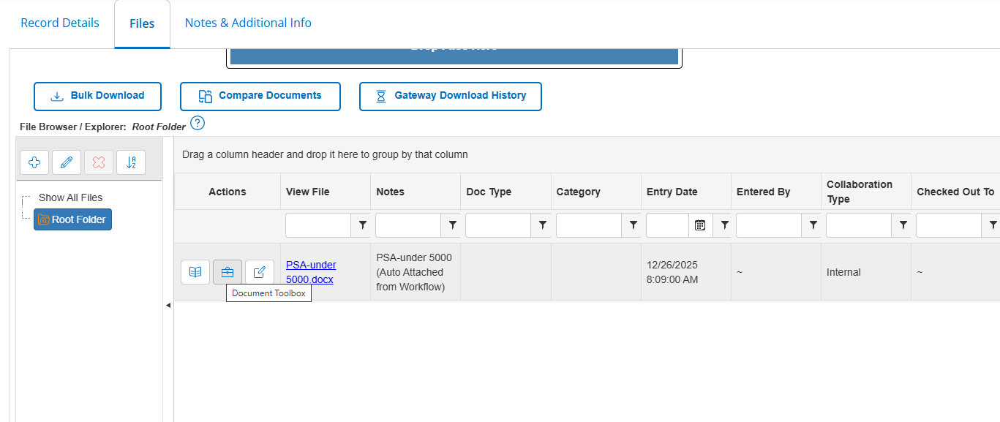 Record Details
Files
Notes & Additional Info
Bulk Download
Compare Documents
Gateway Download History
File Browser / Explorer: Root Folder ?
Drag a column header and drop it here to group by that column
Show All Files
Root Folder
Actions
View File
Notes
Doc Type
Category
Entry Date
Entered By
Collaboration
Type
Checked Out To
PSA-under
5000.docx
PSA-under 5000
(Auto Attached
from Workflow)
12/26/2025
8:09:00 AM
~
Internal
~
Document Toolbox